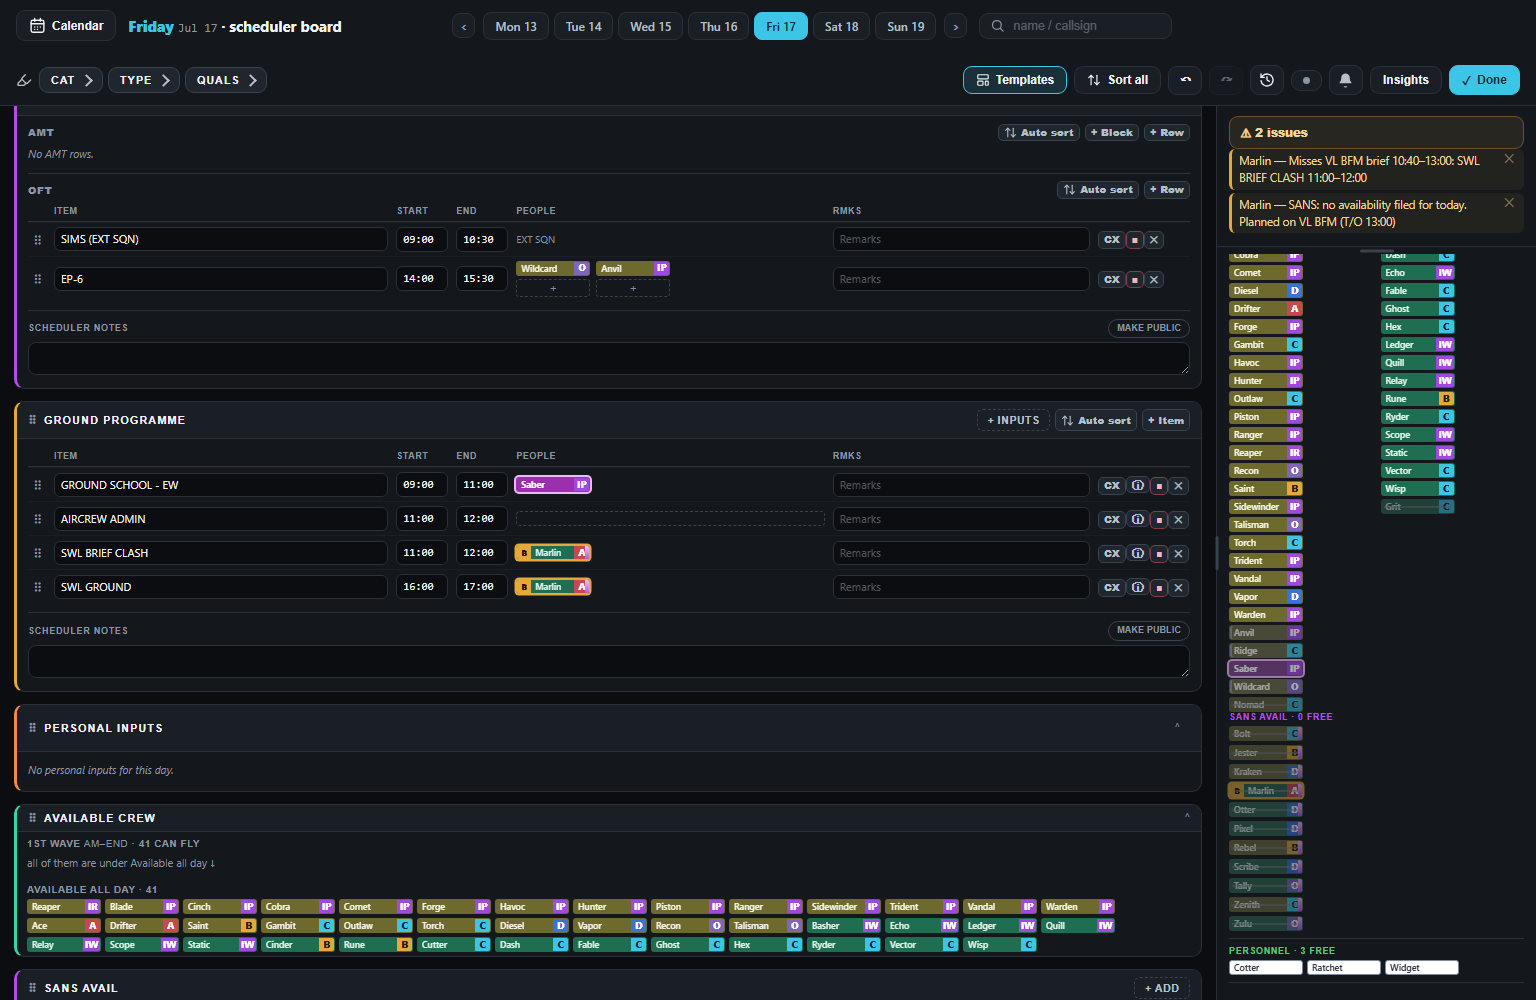 Calendar
Friday Jul 17 · scheduler board
‹ Mon 13 Tue 14 Wed 15 Thu 16 Fri 17 Sat 18 Sun 19 ›
name / callsign
CAT TYPE QUALS
Templates Sort all Insights ✓ Done
AMT Auto sort + Block + Row
No AMT rows.
OFT Auto sort + Row
ITEM START END PEOPLE RMKS
SIMS (EXT SQN) 09:00 10:30 EXT SQN Remarks CX
EP-6 14:00 15:30 Wildcard O Anvil IP Remarks CX
+ +
SCHEDULER NOTES MAKE PUBLIC
GROUND PROGRAMME + INPUTS Auto sort + Item
ITEM START END PEOPLE RMKS
GROUND SCHOOL - EW 09:00 11:00 Saber IP Remarks CX
AIRCREW ADMIN 11:00 12:00 Remarks CX
SWL BRIEF CLASH 11:00 12:00 B Marlin A Remarks CX
SWL GROUND 16:00 17:00 B Marlin A Remarks CX
SCHEDULER NOTES MAKE PUBLIC
PERSONAL INPUTS
No personal inputs for this day.
AVAILABLE CREW
1ST WAVE AM–END · 41 CAN FLY
all of them are under Available all day ↓
AVAILABLE ALL DAY · 41
Reaper IR Blade IP Cinch IP Cobra IP Comet IP Forge IP Havoc IP Hunter IP Piston IP Ranger IP Sidewinder IP Trident IP Vandal IP Warden IP
Ace A Drifter A Saint B Gambit C Outlaw C Torch C Diesel D Vapor D Recon O Talisman O Basher IW Echo IW Ledger IW Quill IW
Relay IW Scope IW Static IW Cinder B Rune B Cutter C Dash C Fable C Ghost C Hex C Ryder C Vector C Wisp C
SANS AVAIL + ADD
⚠ 2 issues
Marlin — Misses VL BFM brief 10:40–13:00: SWL
BRIEF CLASH 11:00–12:00
Marlin — SANS: no availability filed for today.
Planned on VL BFM (T/O 13:00)
Cobra IP Dash C
Comet IP Echo IW
Diesel D Fable C
Drifter A Ghost C
Forge IP Hex C
Gambit C Ledger IW
Havoc IP Quill IW
Hunter IP Relay IW
Outlaw C Rune B
Piston IP Ryder C
Ranger IP Scope IW
Reaper IR Static IW
Recon O Vector C
Saint B Wisp C
Sidewinder IP Grit C
Talisman O
Torch C
Trident IP
Vandal IP
Vapor D
Warden IP
Anvil IP
Ridge C
Saber IP
Wildcard O
Nomad C
SANS AVAIL · 0 FREE
Bolt C
Jester B
Kraken D
B Marlin A
Otter D
Pixel D
Rebel B
Scribe D
Tally O
Zenith C
Zulu O
PERSONNEL · 3 FREE
Cotter Ratchet Widget